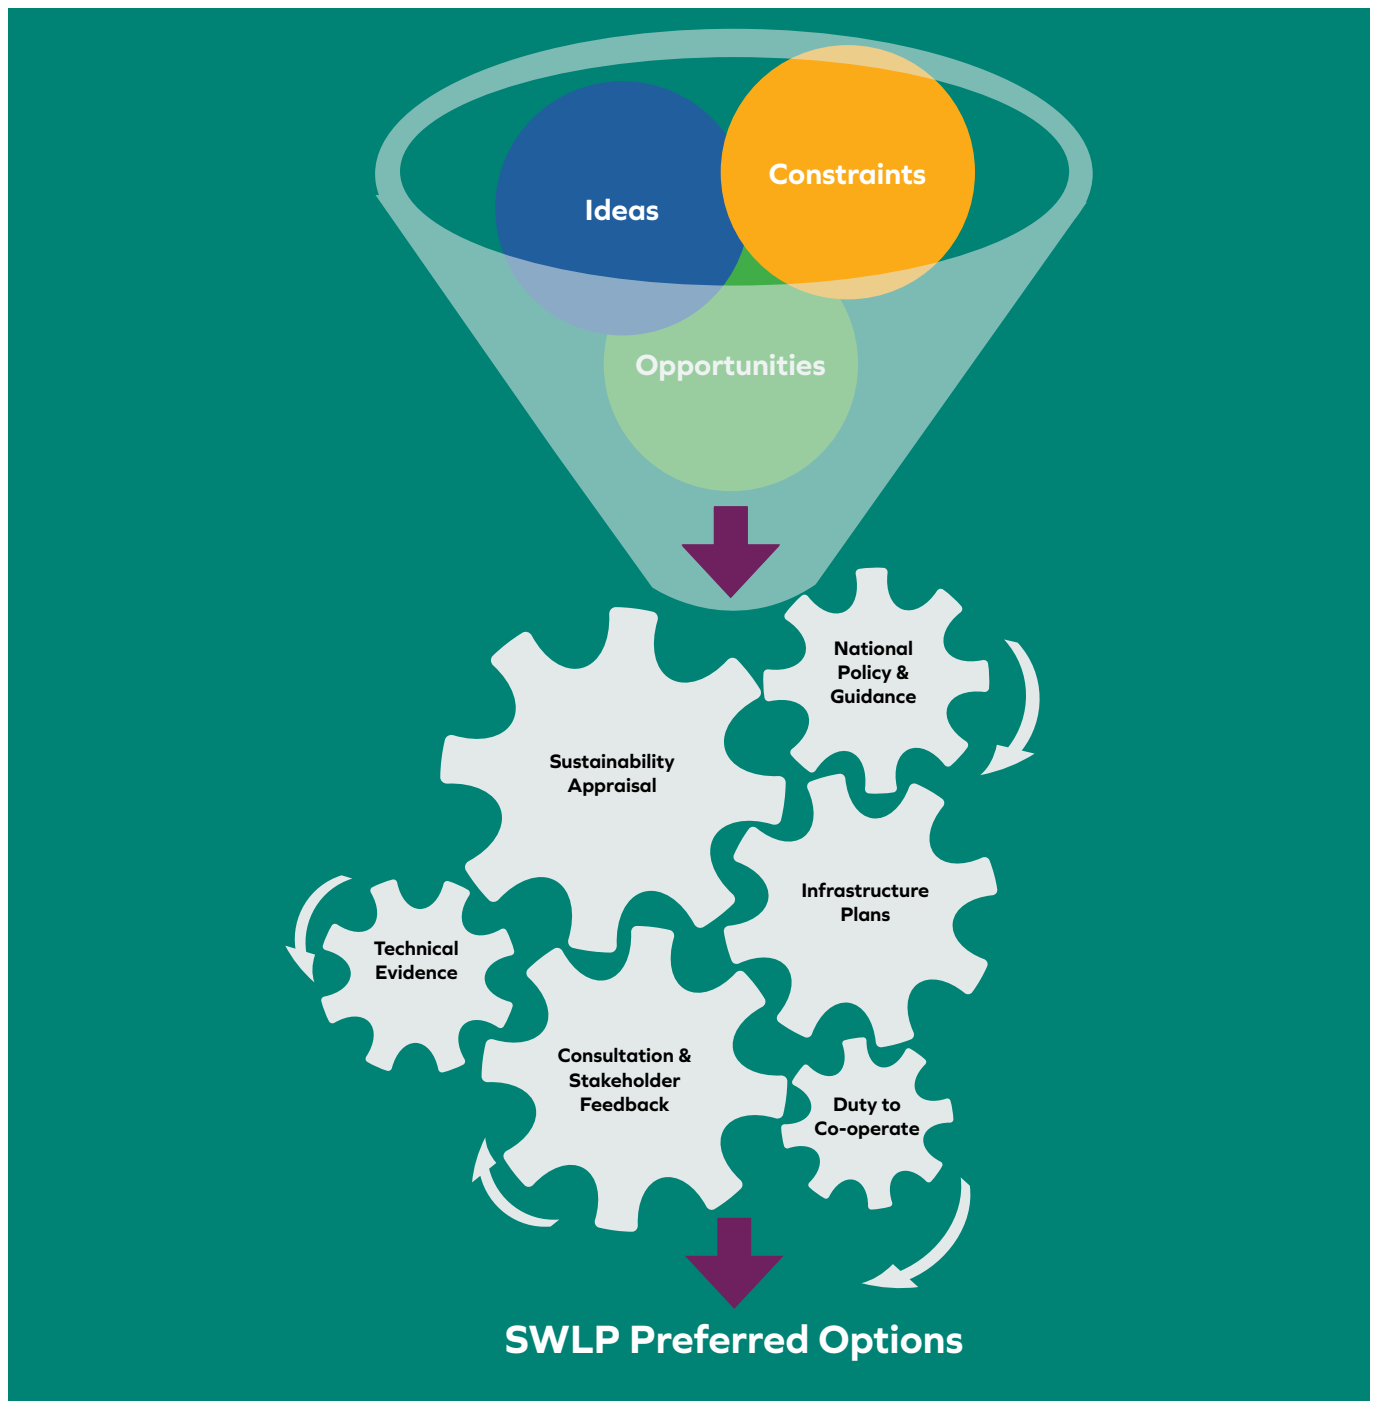 Constraints
Ideas
Opportunities
National
Policy &
Guidance
Sustainability
Appraisal
Infrastructure
Plans
Technical
Evidence
Consultation &
Stakeholder
Feedback
Duty to
Co-operate
SWLP Preferred Options